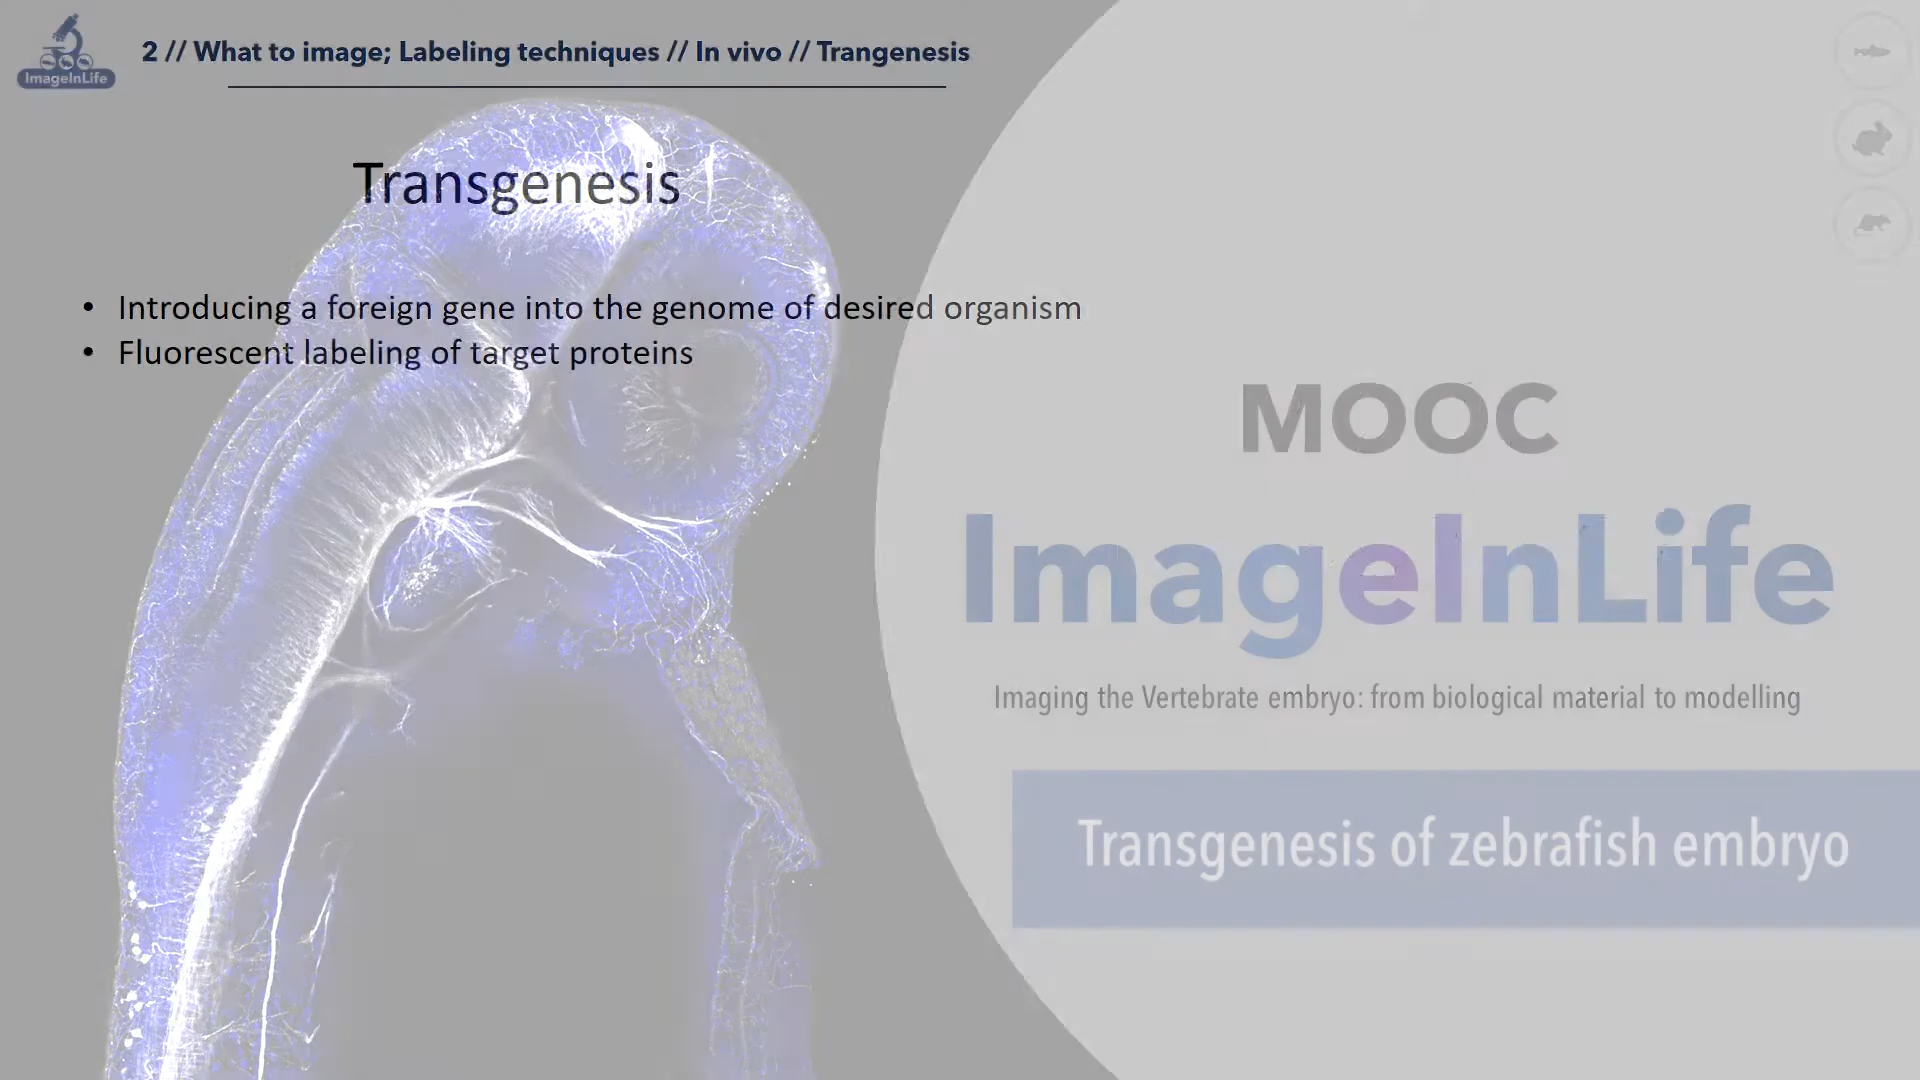 ImageInLife
2 // What to image; Labeling techniques // In vivo // Trangenesis
Transgenesis
• Introducing a foreign gene into the genome of desired organism
• Fluorescent labeling of target proteins
MOOC
ImageInLife
Imaging the Vertebrate embryo: from biological material to modelling
Transgenesis of zebrafish embryo